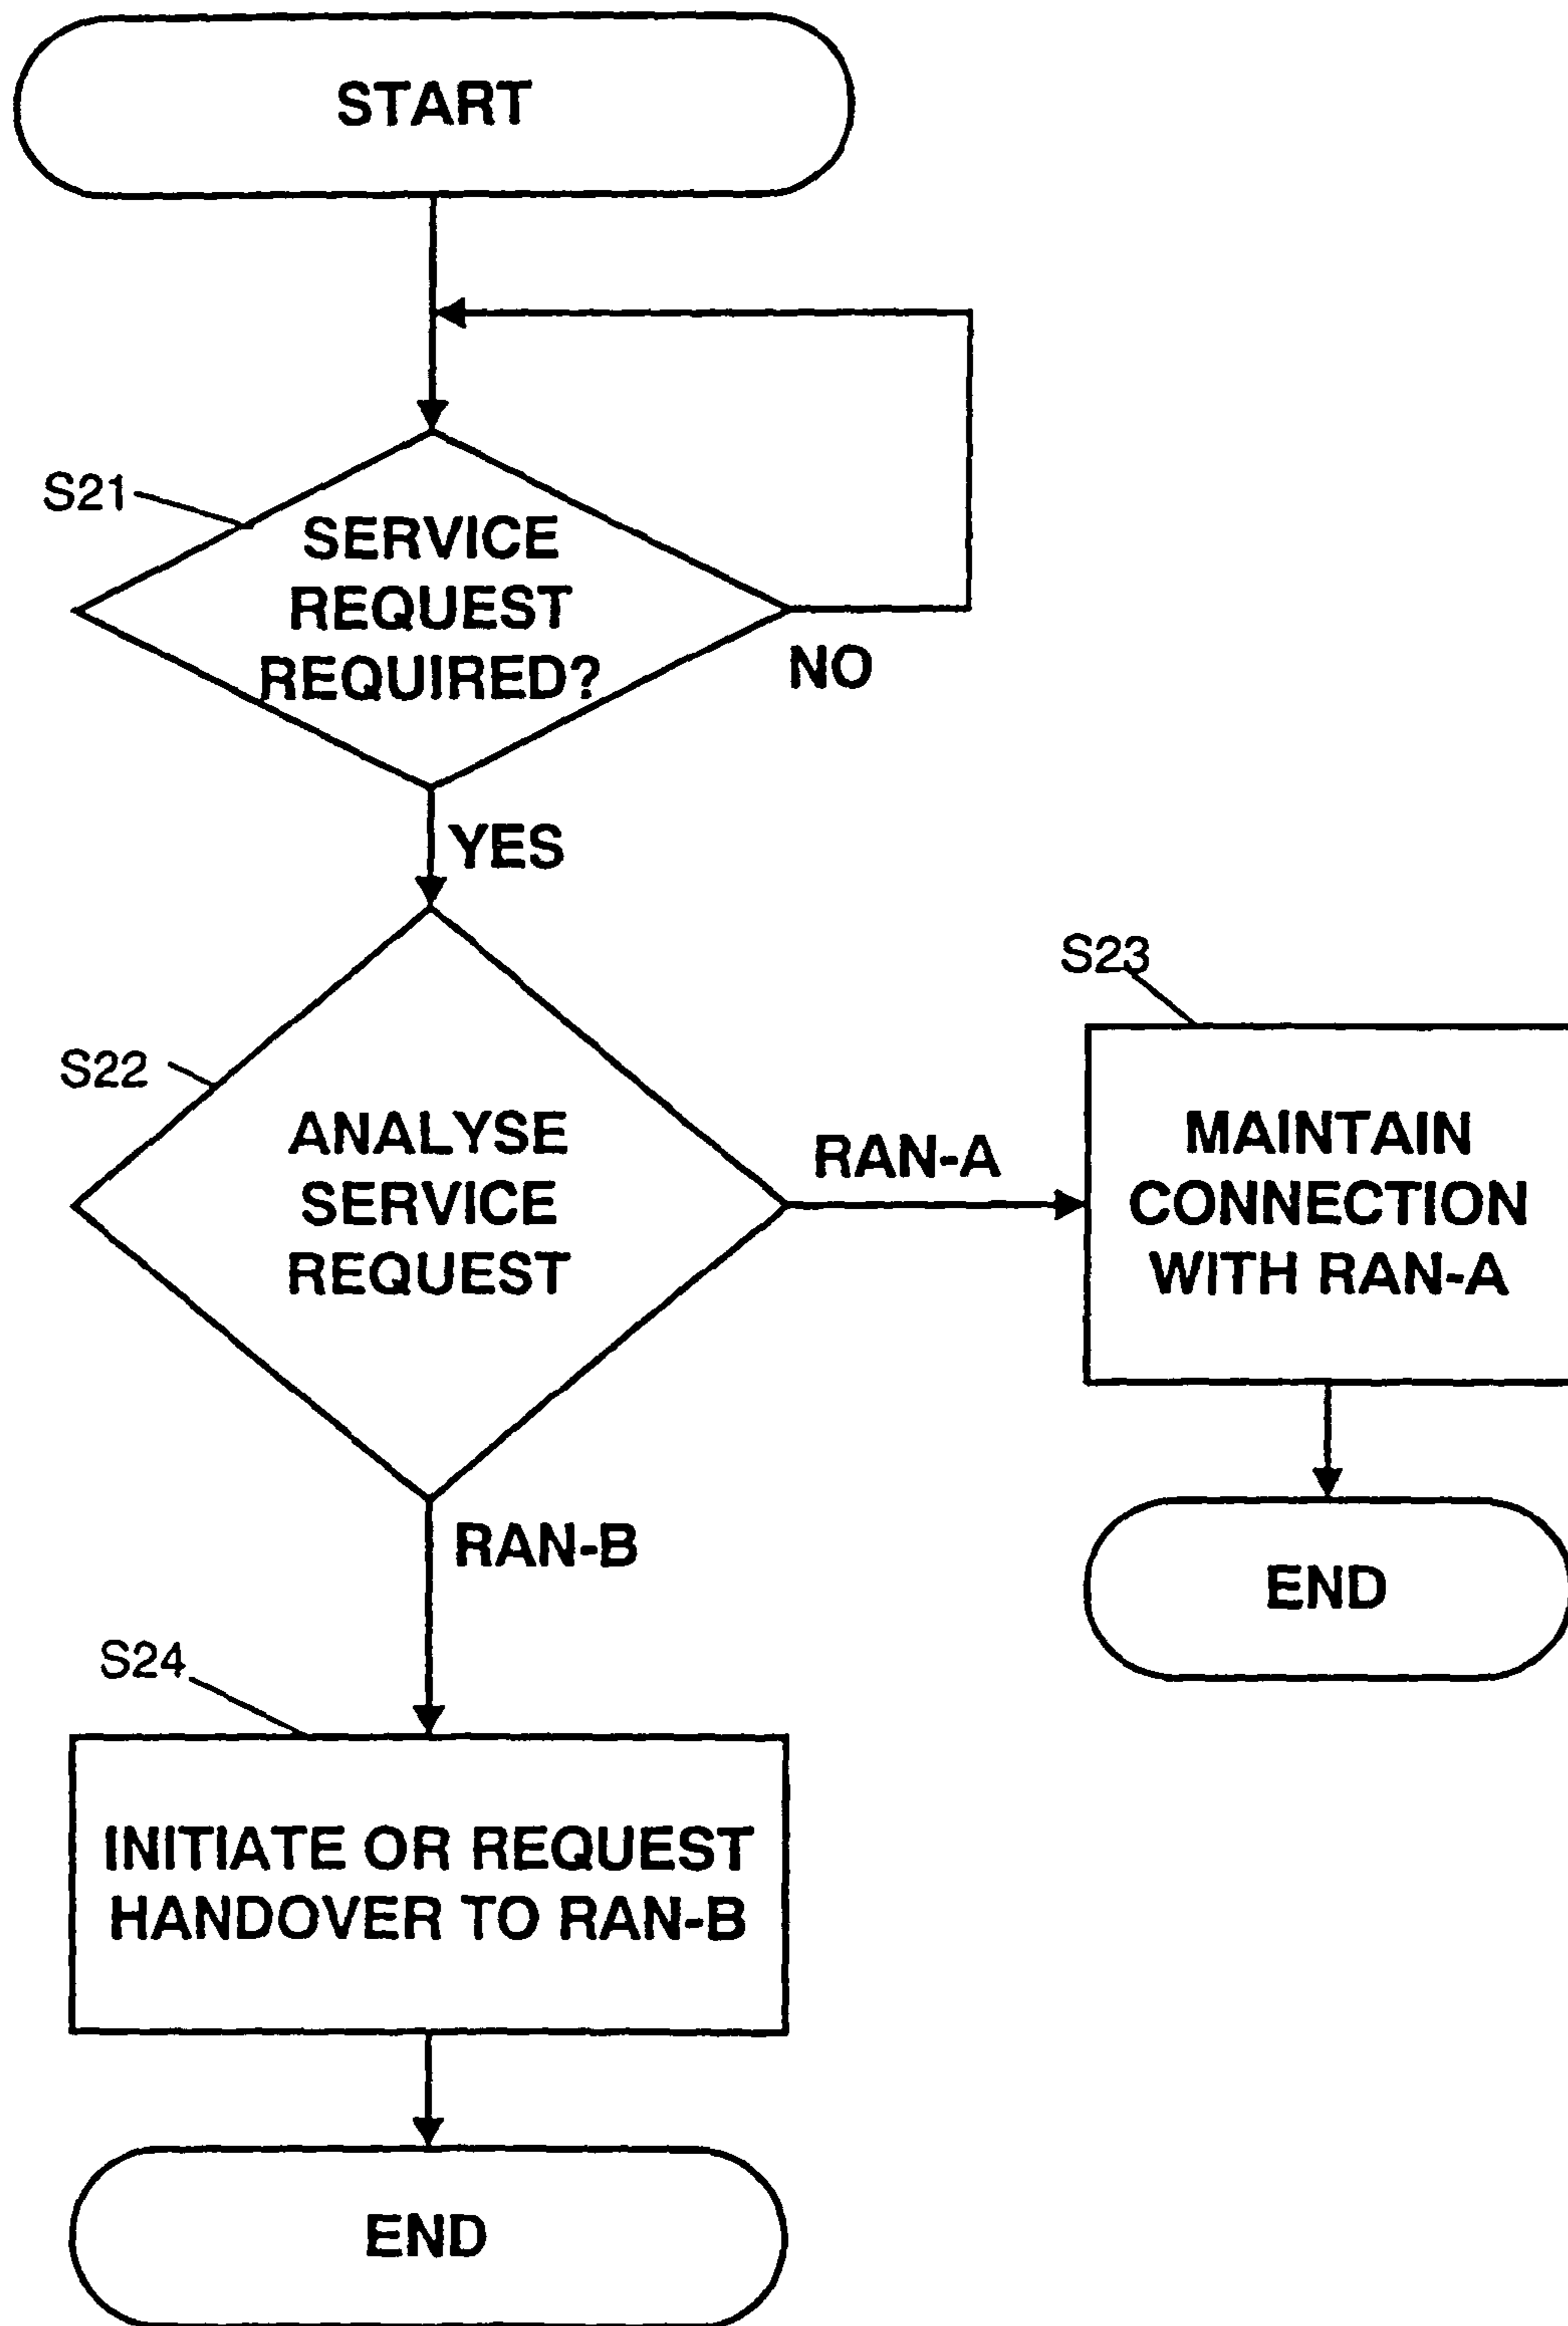 START
S21
SERVICE
REQUEST
REQUIRED?
NO
YES
S22
ANALYSE
SERVICE
REQUEST
RAN-A
S23
MAINTAIN
CONNECTION
WITH RAN-A
END
RAN-B
S24
INITIATE OR REQUEST
HANDOVER TO RAN-B
END